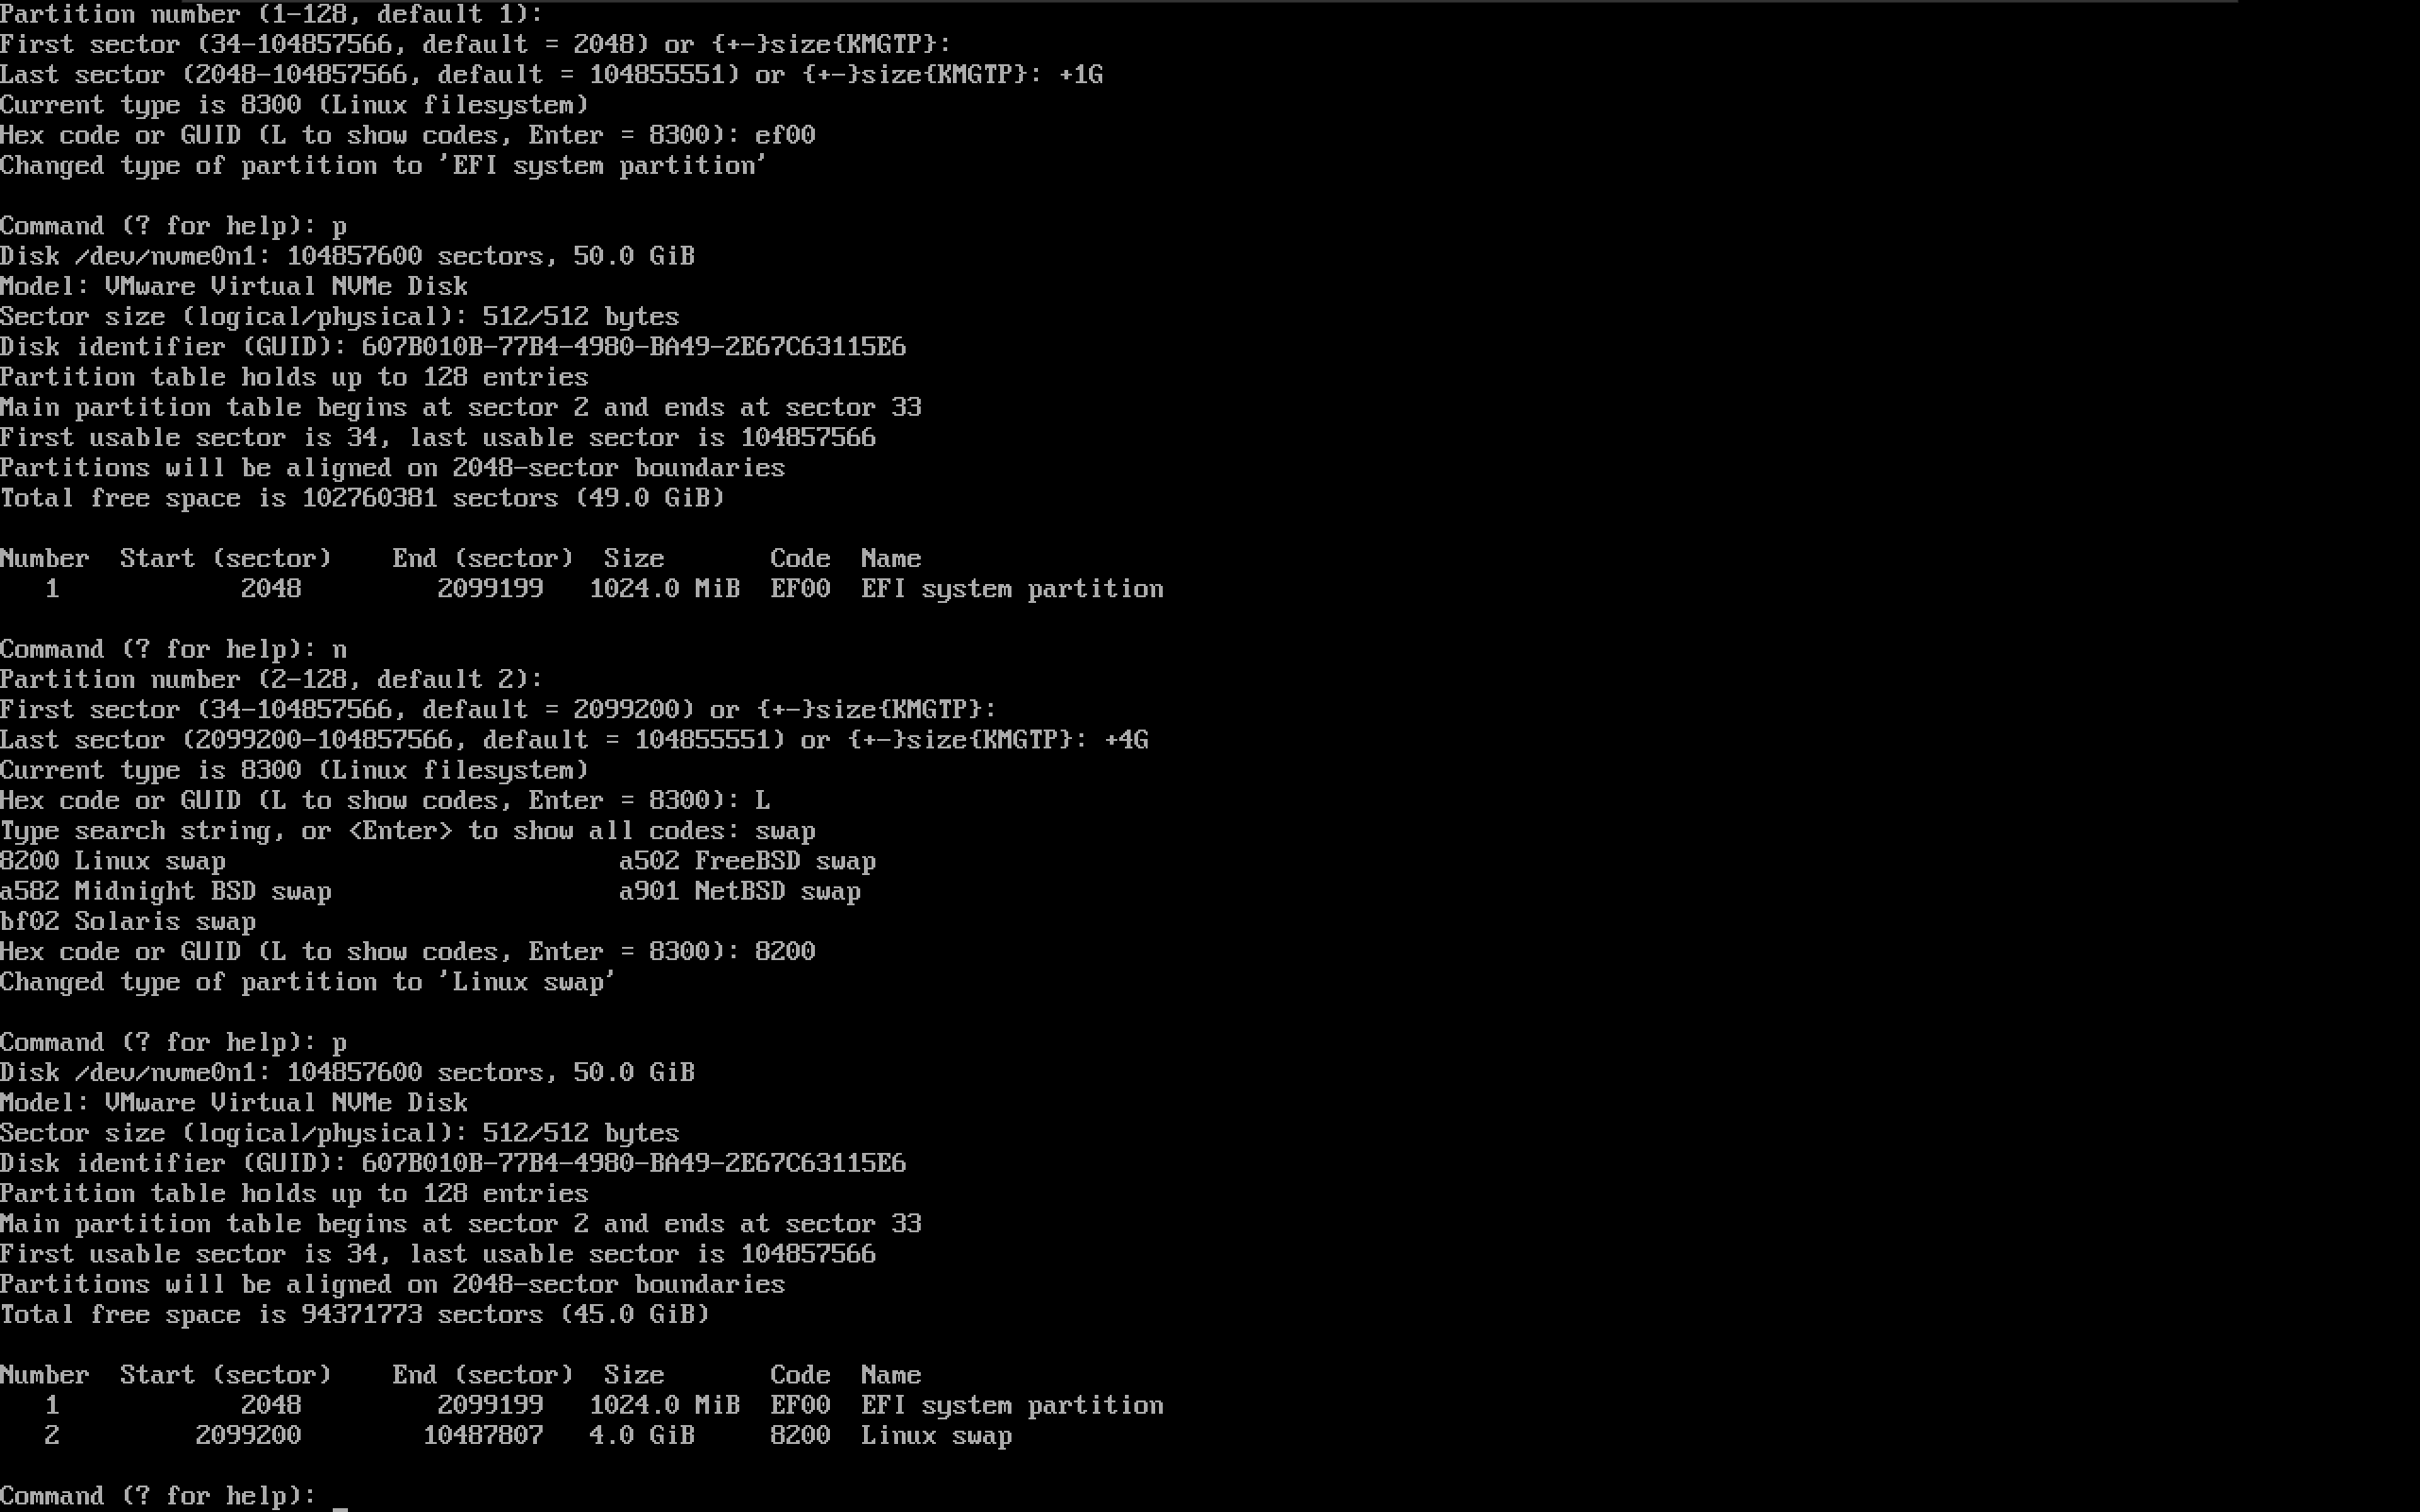 Partition number (1-128, default 1):
First sector (34-104857566, default = 2048) or {+-}size{KMGTP}:
Last sector (2048-104857566, default = 104855551) or {+-}size{KMGTP}: +1G
Current type is 8300 (Linux filesystem)
Hex code or GUID (L to show codes, Enter = 8300): ef00
Changed type of partition to 'EFI system partition'

Command (? for help): p
Disk /dev/nvme0n1: 104857600 sectors, 50.0 GiB
Model: VMware Virtual NVMe Disk
Sector size (logical/physical): 512/512 bytes
Disk identifier (GUID): 607B010B-77B4-4980-BA49-2E67C63115E6
Partition table holds up to 128 entries
Main partition table begins at sector 2 and ends at sector 33
First usable sector is 34, last usable sector is 104857566
Partitions will be aligned on 2048-sector boundaries
Total free space is 102760381 sectors (49.0 GiB)

Number  Start (sector)    End (sector)  Size       Code  Name
   1            2048         2099199   1024.0 MiB  EF00  EFI system partition

Command (? for help): n
Partition number (2-128, default 2):
First sector (34-104857566, default = 2099200) or {+-}size{KMGTP}:
Last sector (2099200-104857566, default = 104855551) or {+-}size{KMGTP}: +4G
Current type is 8300 (Linux filesystem)
Hex code or GUID (L to show codes, Enter = 8300): L
Type search string, or <Enter> to show all codes: swap
8200 Linux swap                          a502 FreeBSD swap
a582 Midnight BSD swap                   a901 NetBSD swap
bf02 Solaris swap
Hex code or GUID (L to show codes, Enter = 8300): 8200
Changed type of partition to 'Linux swap'

Command (? for help): p
Disk /dev/nvme0n1: 104857600 sectors, 50.0 GiB
Model: VMware Virtual NVMe Disk
Sector size (logical/physical): 512/512 bytes
Disk identifier (GUID): 607B010B-77B4-4980-BA49-2E67C63115E6
Partition table holds up to 128 entries
Main partition table begins at sector 2 and ends at sector 33
First usable sector is 34, last usable sector is 104857566
Partitions will be aligned on 2048-sector boundaries
Total free space is 94371773 sectors (45.0 GiB)

Number  Start (sector)    End (sector)  Size       Code  Name
   1            2048         2099199   1024.0 MiB  EF00  EFI system partition
   2         2099200        10487807   4.0 GiB     8200  Linux swap

Command (? for help): _